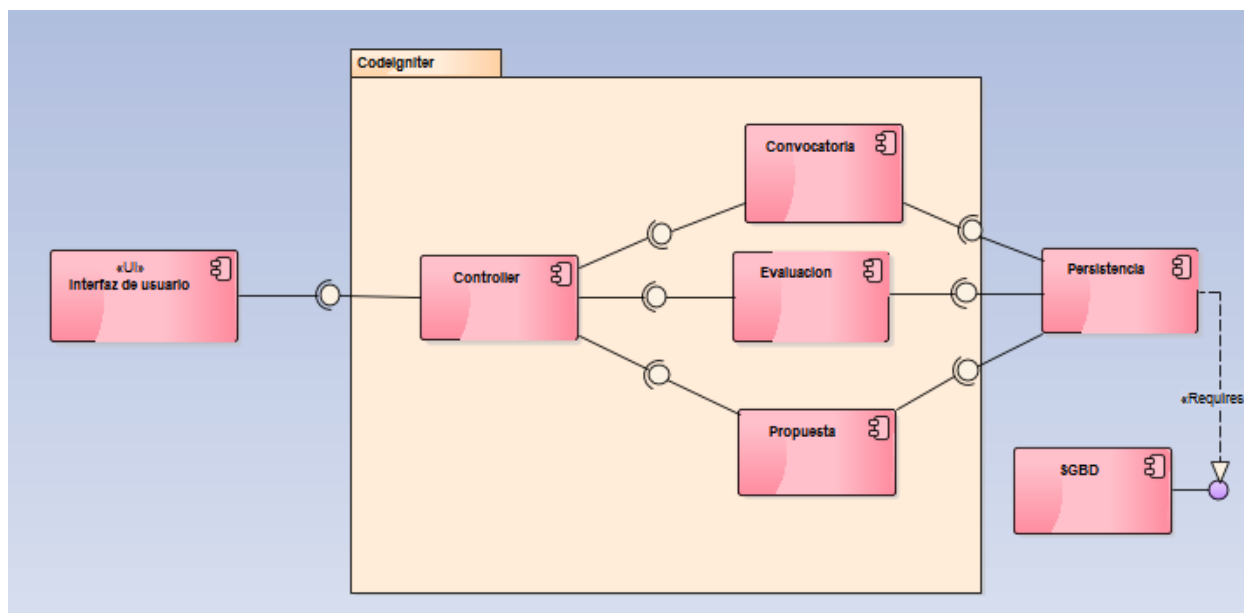 CodeIgniter
Convocatoria
«UI»
Interfaz de usuario
Controller
Evaluacion
Persistencia
«Requires
Propuesta
SGBD